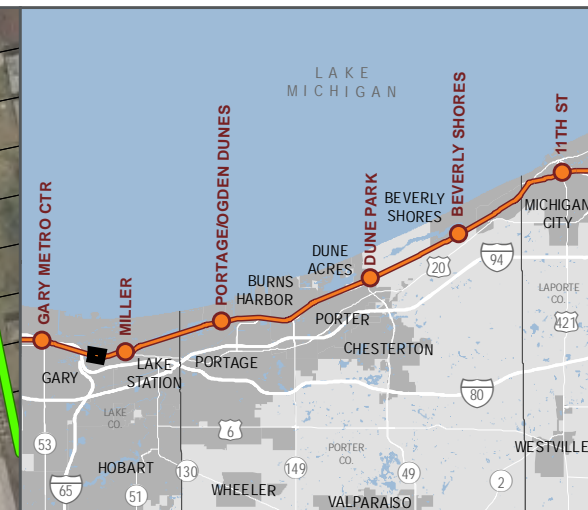 LAKE
MICHIGAN
11TH ST
BEVERLY SHORES
PORTAGE/OGDEN DUNES
DUNE PARK
GARY METRO CTR
MILLER
BEVERLY
SHORES
MICHIGAN
CITY
DUNE
ACRES
94
20
BURNS
HARBOR
LAPORTE
CO.
421
PORTER
CHESTERTON
LAKE
STATION
PORTAGE
GARY
80
LAKE
CO.
6
53
PORTER
CO.
WESTVILLE
HOBART
130
149
49
2
65
51
WHEELER
VALPARAISO